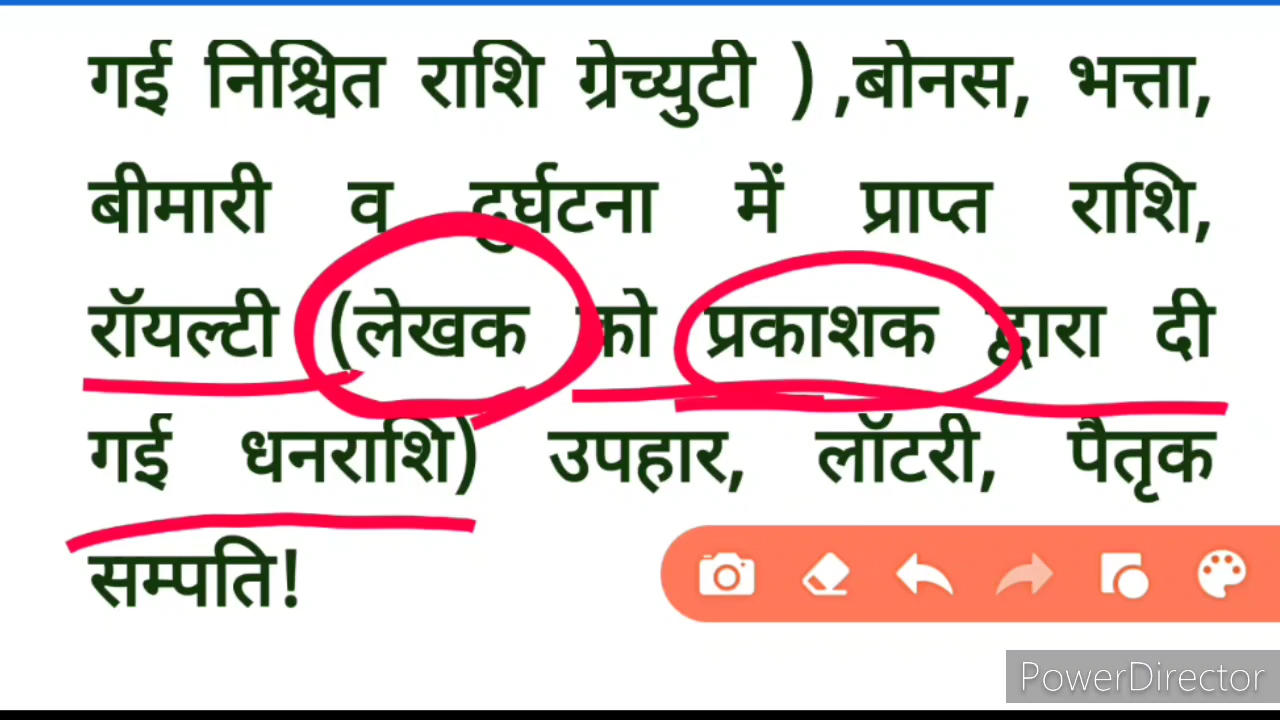 गई निश्चित राशि ग्रेच्युटी ) ,बोनस, भत्ता,
बीमारी व दुर्घटना में प्राप्त राशि,
रॉयल्टी (लेखक को प्रकाशक द्वारा दी
गई धनराशि) उपहार, लॉटरी, पैतृक
सम्पति!
PowerDirector